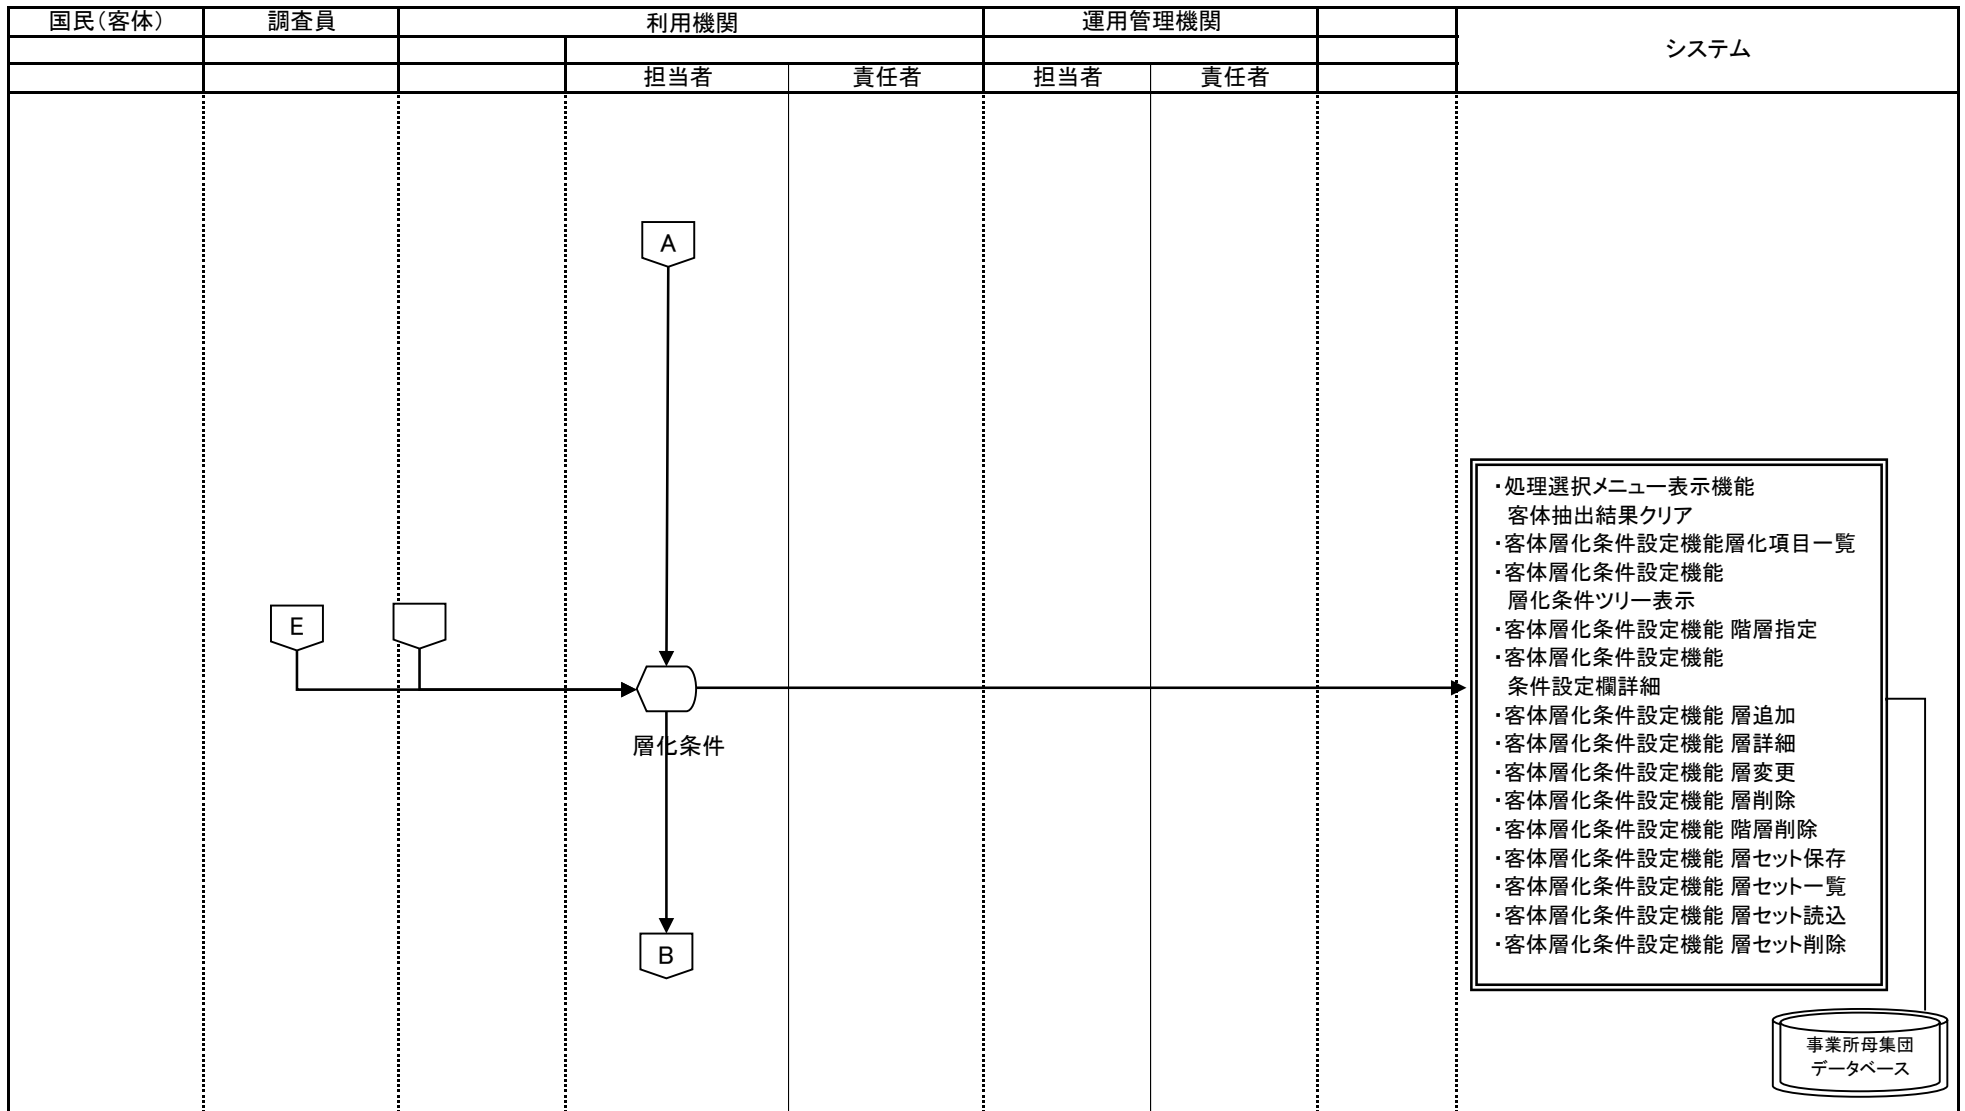 国民（客体）
調査員
利用機関
運用管理機関
システム
担当者
責任者
担当者
責任者
A
・処理選択メニュー表示機能
客体抽出結果クリア
・客体層化条件設定機能層化項目一覧
・客体層化条件設定機能
層化条件ツリー表示
・客体層化条件設定機能 階層指定
・客体層化条件設定機能
条件設定欄詳細
・客体層化条件設定機能 層追加
・客体層化条件設定機能 層詳細
・客体層化条件設定機能 層変更
・客体層化条件設定機能 層削除
・客体層化条件設定機能 階層削除
・客体層化条件設定機能 層セット保存
・客体層化条件設定機能 層セット一覧
・客体層化条件設定機能 層セット読込
・客体層化条件設定機能 層セット削除
E
層化条件
B
事業所母集団
データベース